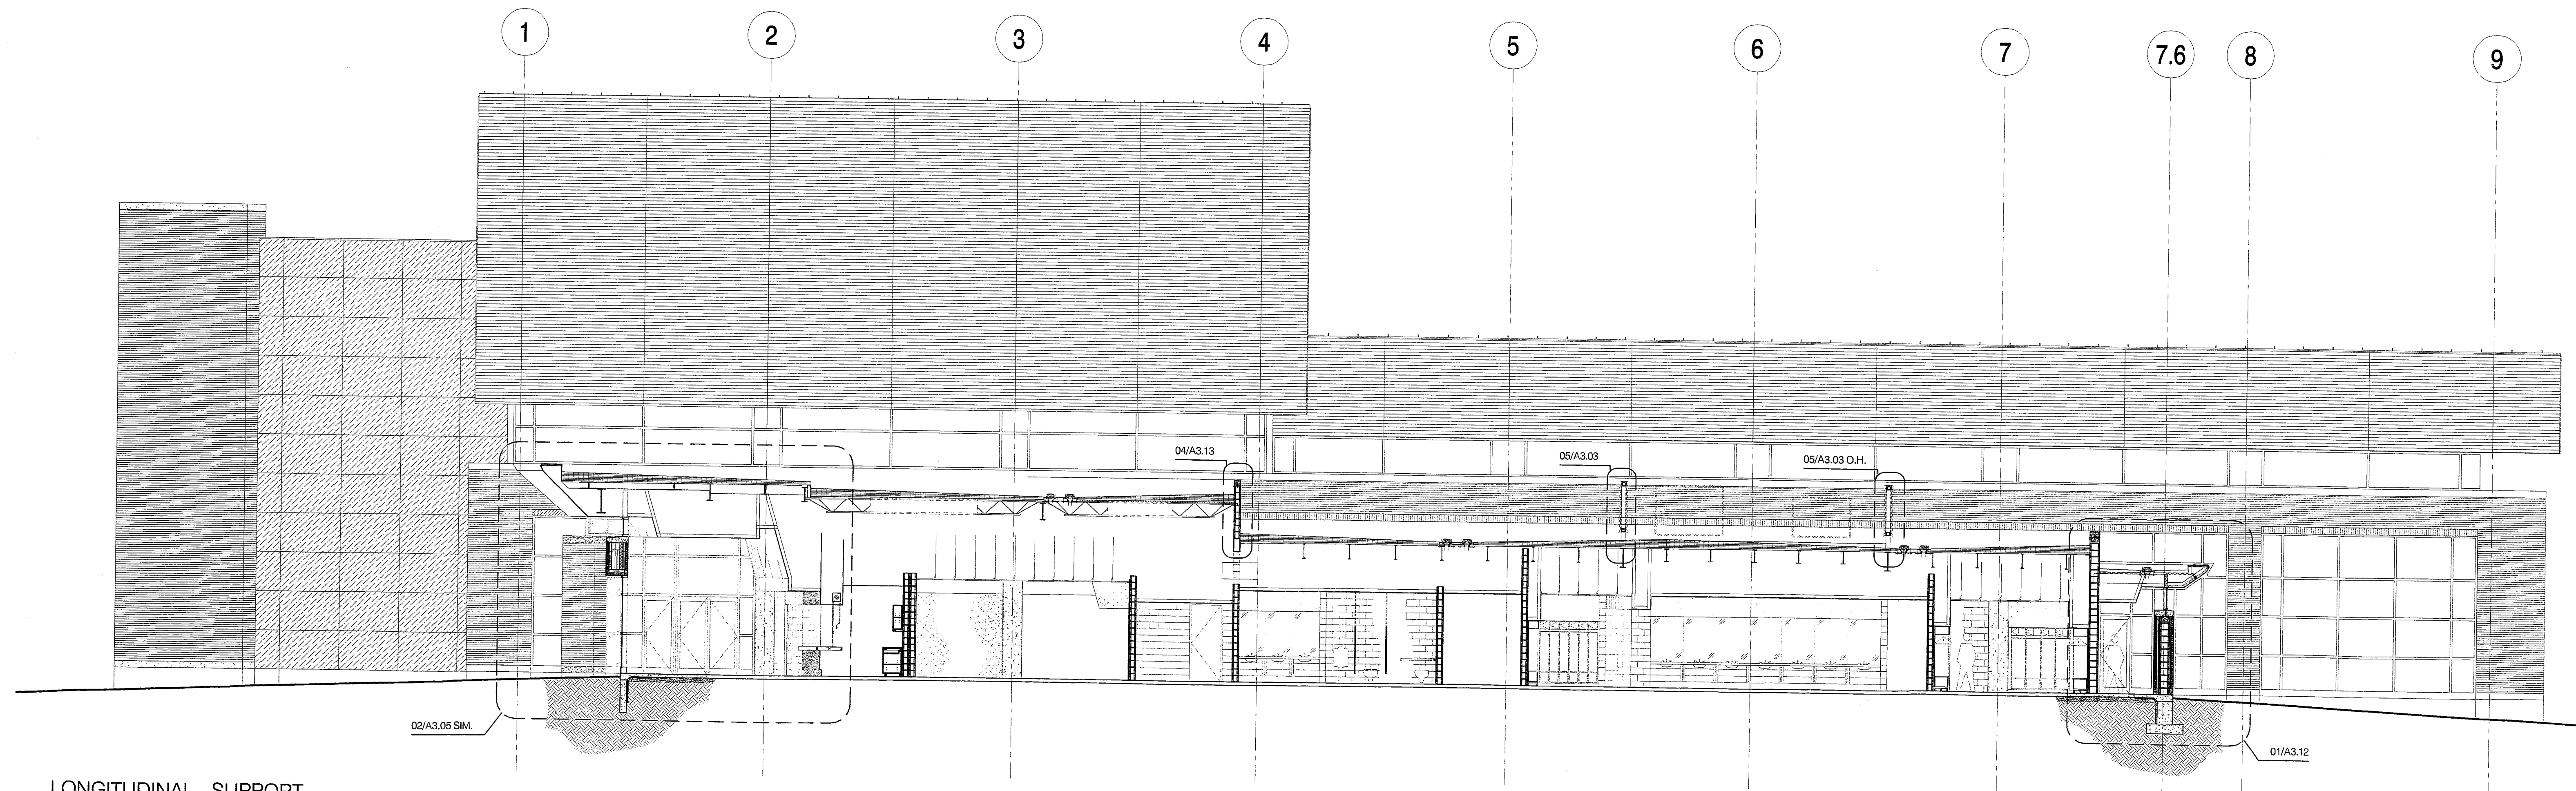 1 2 3 4 5 6 7 7.6 8 9
04/A3.13
05/A3.03
05/A3.03 O.H.
02/A3.05 SIM.
01/A3.12
LONGITUDINAL SUPPORT